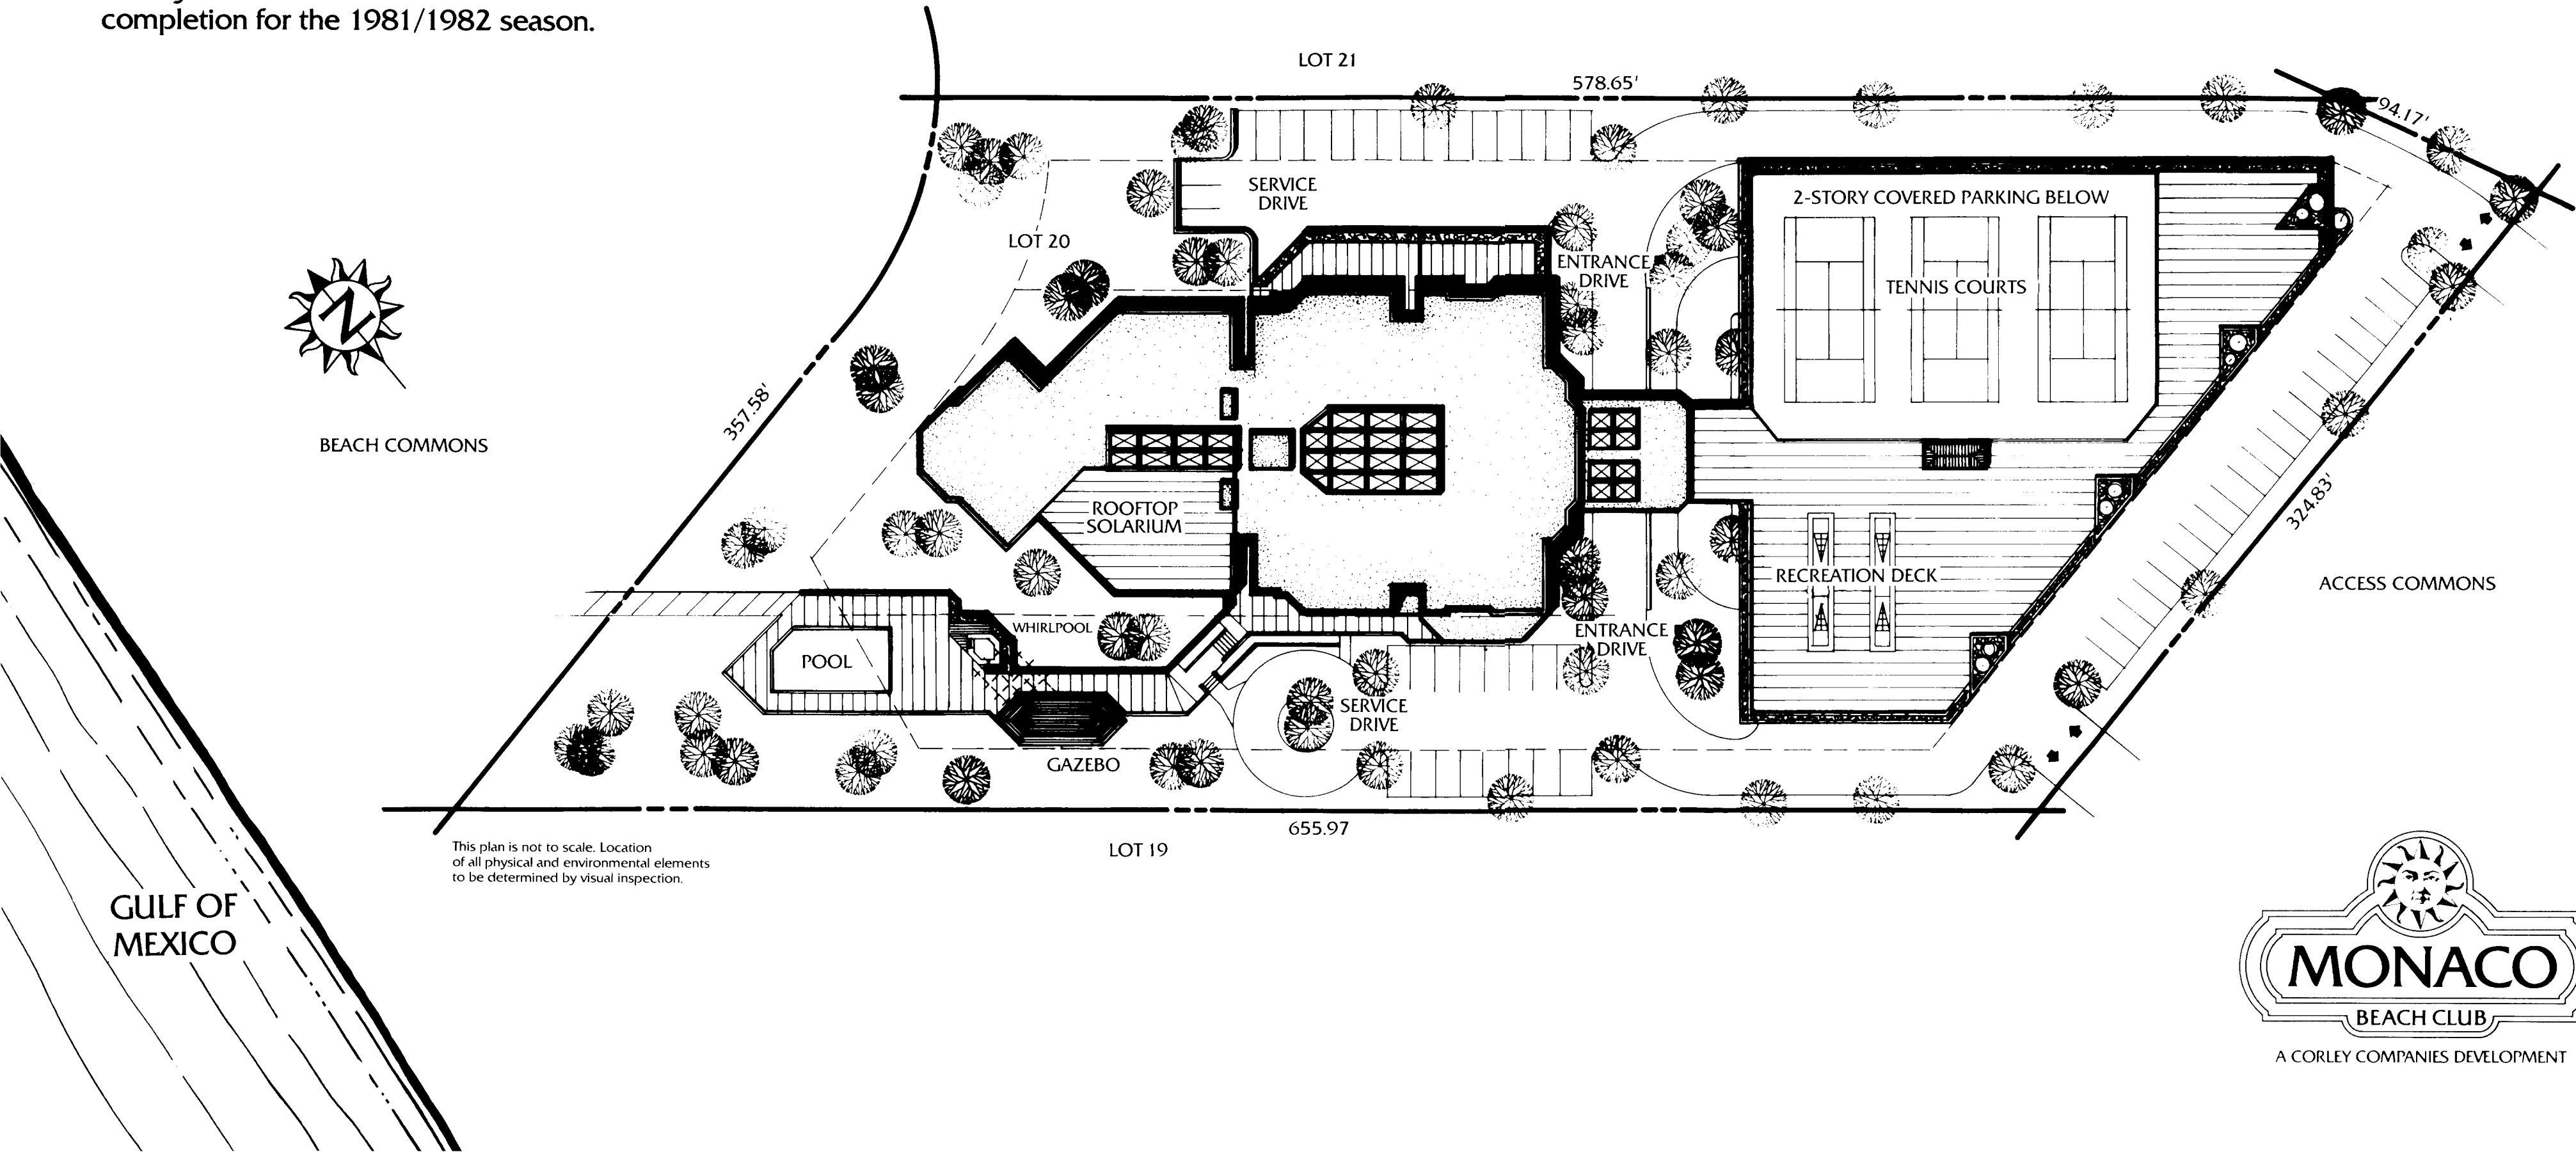 completion for the 1981/1982 season.
LOT 21
578.65'
94.17'
SERVICE
DRIVE
2-STORY COVERED PARKING BELOW
LOT 20
ENTRANCE
DRIVE
TENNIS COURTS
N
357.58'
BEACH COMMONS
ROOFTOP
SOLARIUM
324.83'
RECREATION DECK
ACCESS COMMONS
WHIRLPOOL
ENTRANCE
DRIVE
POOL
SERVICE
DRIVE
GAZEBO
655.97
LOT 19
This plan is not to scale. Location
of all physical and environmental elements
to be determined by visual inspection.
GULF OF
MEXICO
MONACO
BEACH CLUB
A CORLEY COMPANIES DEVELOPMENT